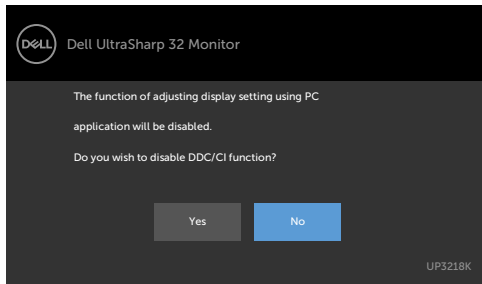 DELL
Dell UltraSharp 32 Monitor
The function of adjusting display setting using PC
application will be disabled.
Do you wish to disable DDC/CI function?
Yes No
UP3218K